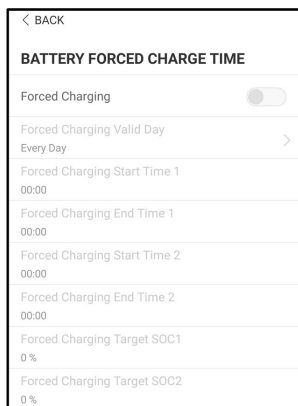 < BACK
BATTERY FORCED CHARGE TIME
Forced Charging
Forced Charging Valid Day
Every Day
Forced Charging Start Time 1
00:00
Forced Charging End Time 1
00:00
Forced Charging Start Time 2
00:00
Forced Charging End Time 2
00:00
Forced Charging Target SOC1
0 %
Forced Charging Target SOC2
0 %